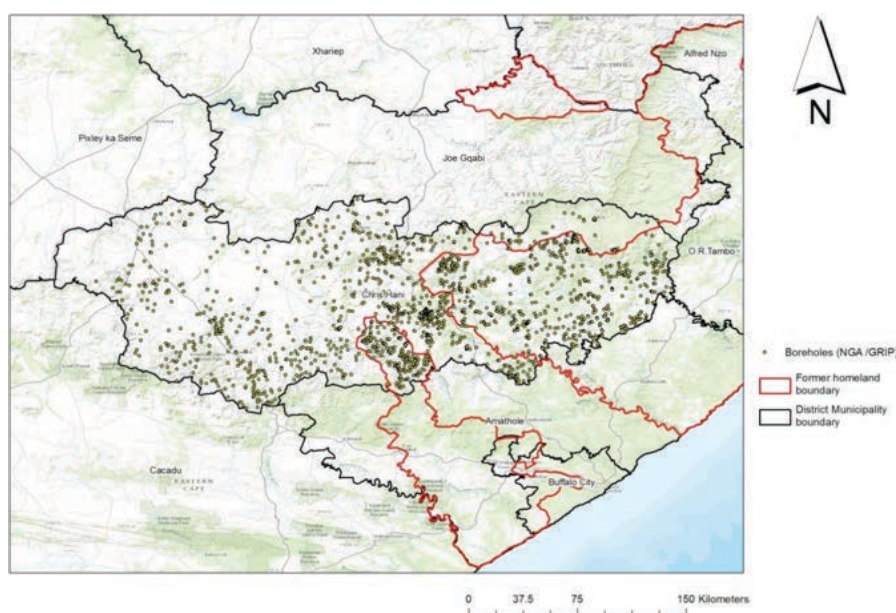 Xhariep
Alfred Nzo
N
Pixley ka Seme
Joe Gqabi
EASTERN
CAPE
O R Tambo
Chris Hani
Boreholes (NGA /GRIP)
Former homeland
boundary
District Municipality
boundary
Amathole
Cacadu
EASTERN
CAPE
Buffalo City
0 37.5 75 150 Kilometers